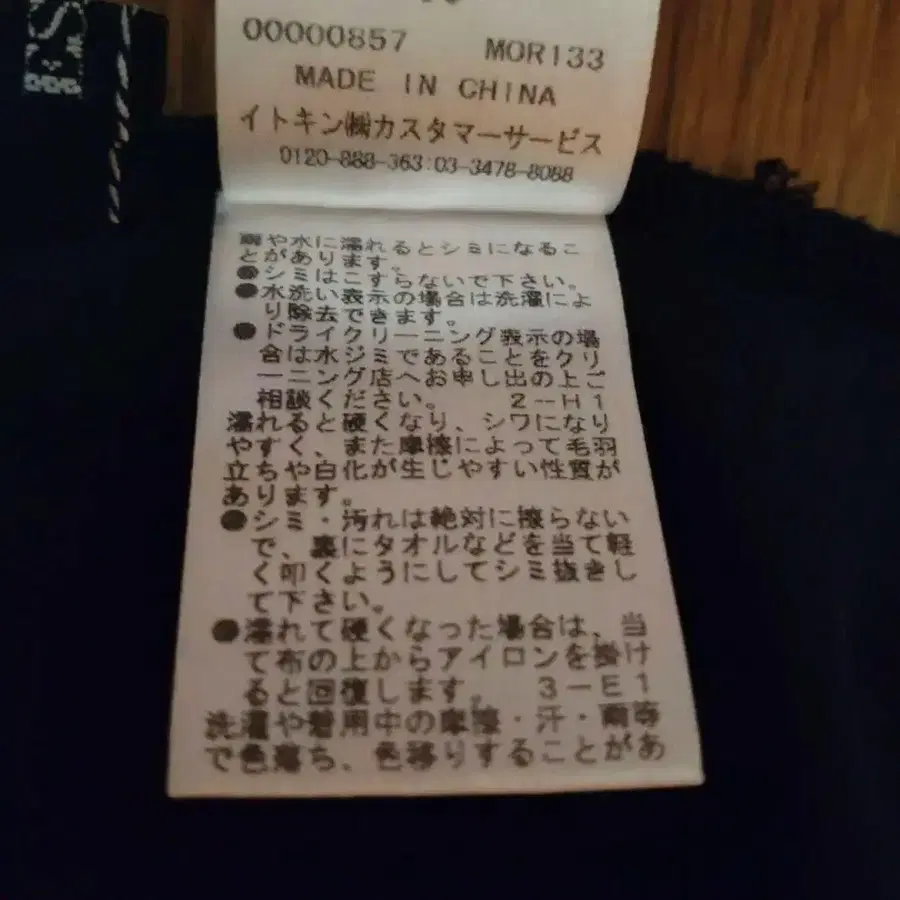 00000857 MOR133
MADE IN CHINA
イトキン㈱カスタマーサービス
0120-888-363:03-3478-8088
雨や水に濡れるとシミになるこ
とがあります。
●シミはこすらないで下さい。
●水洗い表示の場合は洗濯によ
り除去できます。
●ドライクリーニング表示の場
合は水ジミであることをクリ
ーニング店へお申し出の上ご
相談ください。 2-H1
濡れると硬くなり、シワになり
やすく、また摩擦によって毛羽
立ちや白化が生じやすい性質が
あります。
●シミ・汚れは絶対に擦らない
で、裏にタオルなどを当て軽
く叩くようにしてシミ抜きし
て下さい。
●濡れて硬くなった場合は、当
て布の上からアイロンを掛け
ると回復します。 3-E1
洗濯や着用中の摩擦・汗・雨等
で色落ち、色移りすることがあ